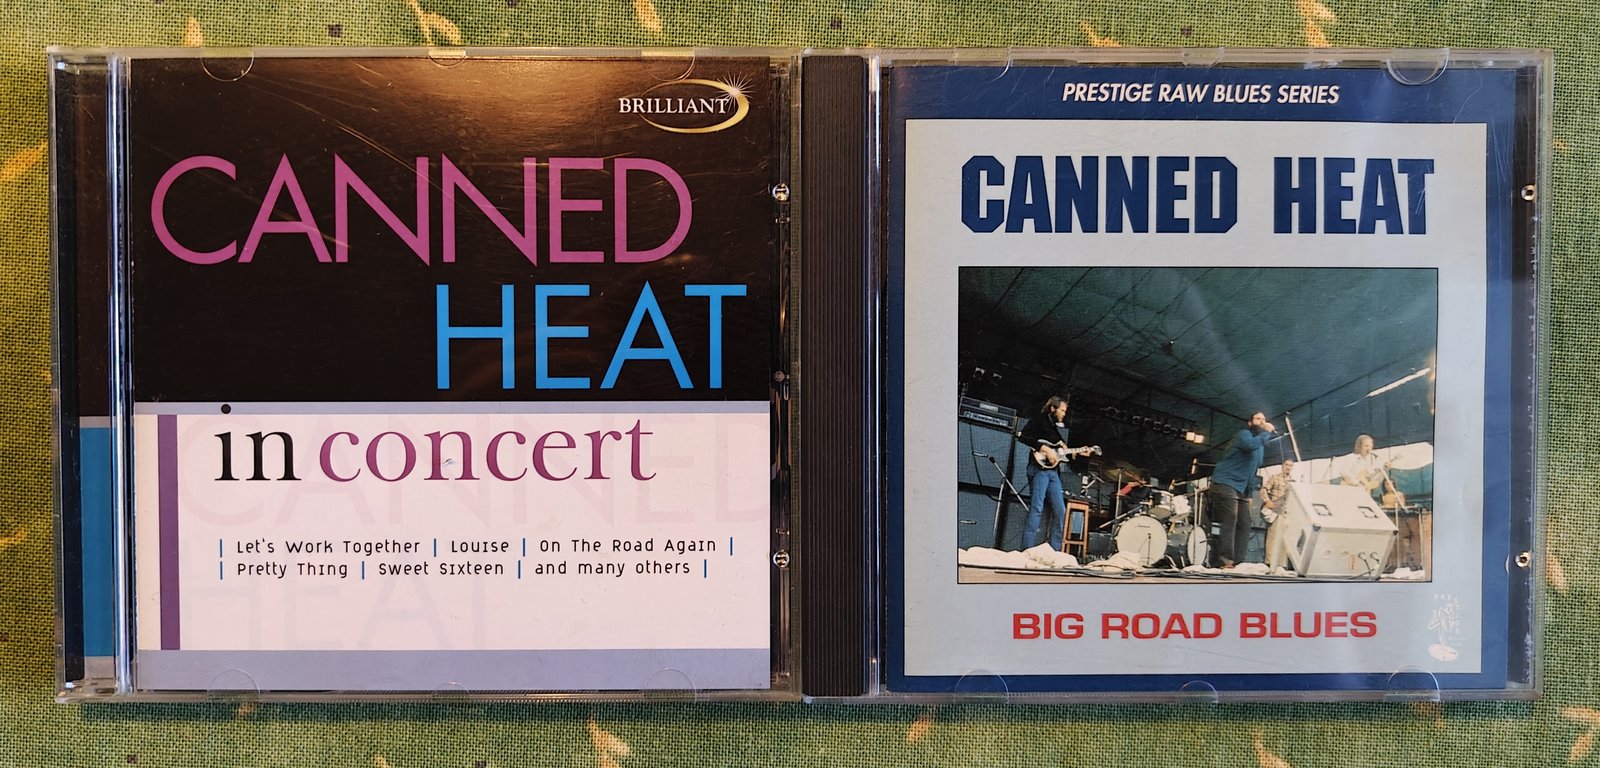 BRILLIANT
CANNED
HEAT
in concert
| Let's Work Together | Louise | On The Road Again |
| Pretty Thing | Sweet Sixteen | and many others |
PRESTIGE RAW BLUES SERIES
CANNED HEAT
BIG ROAD BLUES